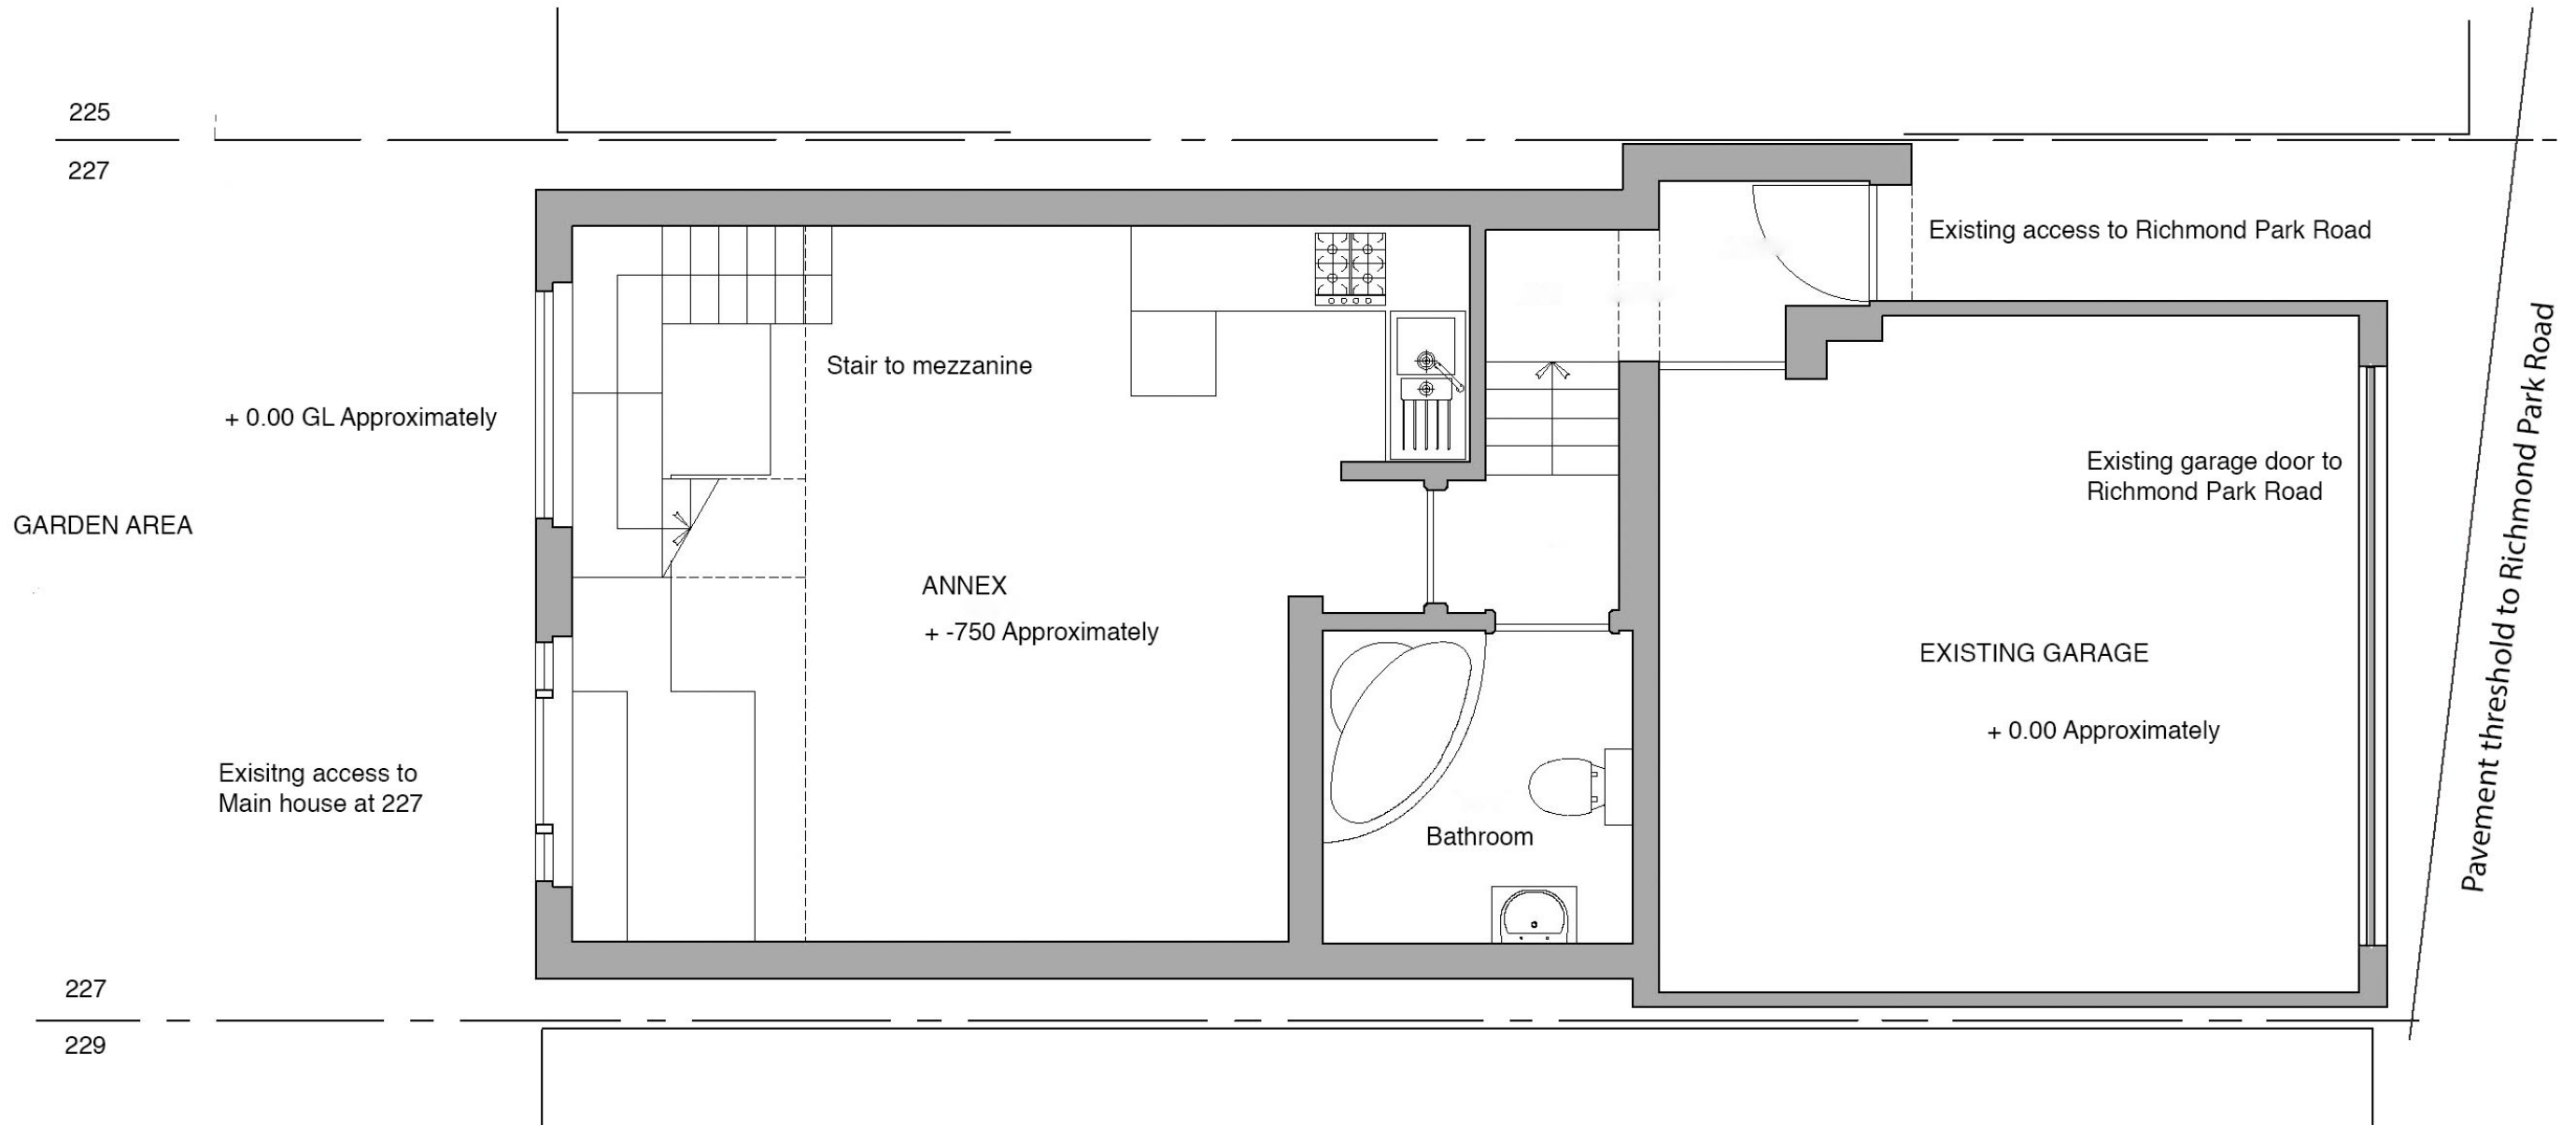 225
227
Existing access to Richmond Park Road
Stair to mezzanine
+ 0.00 GL Approximately
Existing garage door to
Richmond Park Road
GARDEN AREA
ANNEX
+ -750 Approximately
EXISTING GARAGE
+ 0.00 Approximately
Pavement threshold to Richmond Park Road
Exisitng access to
Main house at 227
Bathroom
227
229